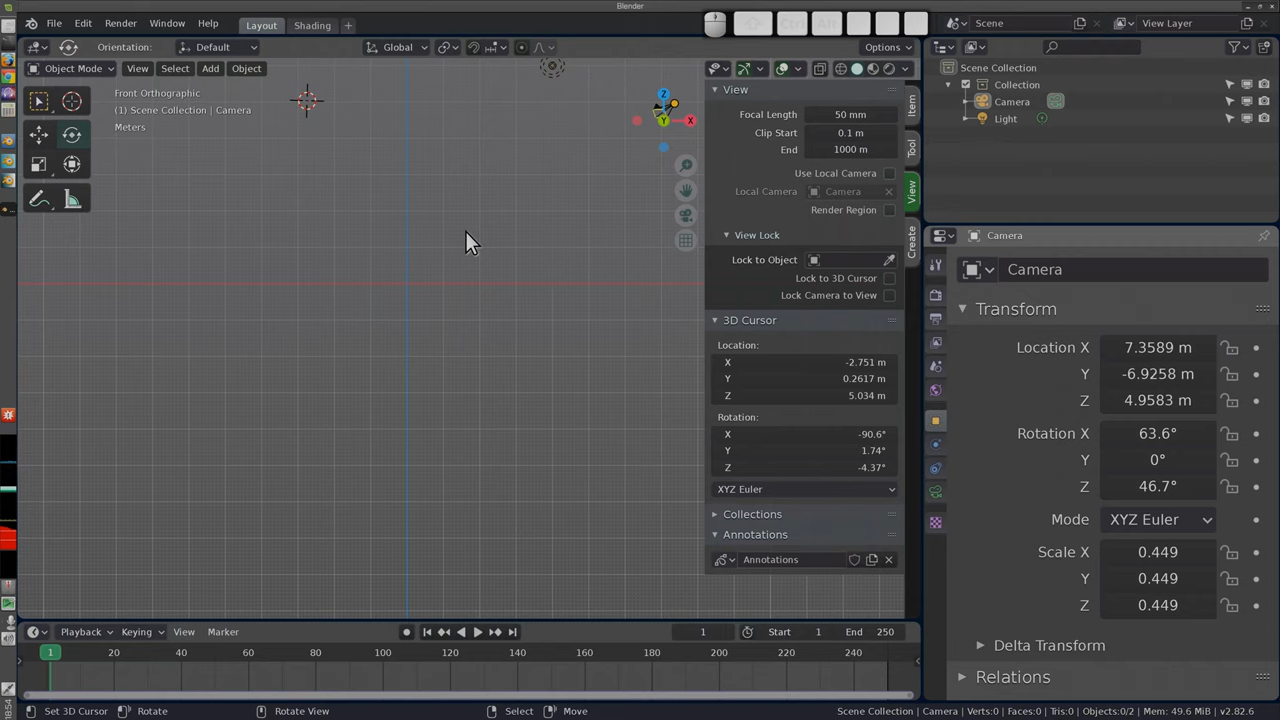 Blender
File Edit Render Window Help Layout Shading + Ctrl Alt Scene View Layer
Orientation: Default Global Options
Object Mode View Select Add Object
Front Orthographic
(1) Scene Collection | Camera
Meters
Z
Y
X
View
Focal Length 50 mm
Clip Start 0.1 m
End 1000 m
Use Local Camera
Local Camera Camera
Render Region
View Lock
Lock to Object
Lock to 3D Cursor
Lock Camera to View
3D Cursor
Location:
X -2.751 m
Y 0.2617 m
Z 5.034 m
Rotation:
X -90.6°
Y 1.74°
Z -4.37°
XYZ Euler
Collections
Annotations
Annotations
Item
Tool
View
Create
Scene Collection
Collection
Camera
Light
Camera
Camera
Transform
Location X 7.3589 m
Y -6.9258 m
Z 4.9583 m
Rotation X 63.6°
Y 0°
Z 46.7°
Mode XYZ Euler
Scale X 0.449
Y 0.449
Z 0.449
Delta Transform
Relations
Playback Keying View Marker 1 Start 1 End 250
1 20 40 60 80 100 120 140 160 180 200 220 240
18:54
Set 3D Cursor Rotate Rotate View Select Move Scene Collection | Camera | Verts:0 | Faces:0 | Tris:0 | Objects:0/2 | Mem: 49.6 MiB | v2.82.6